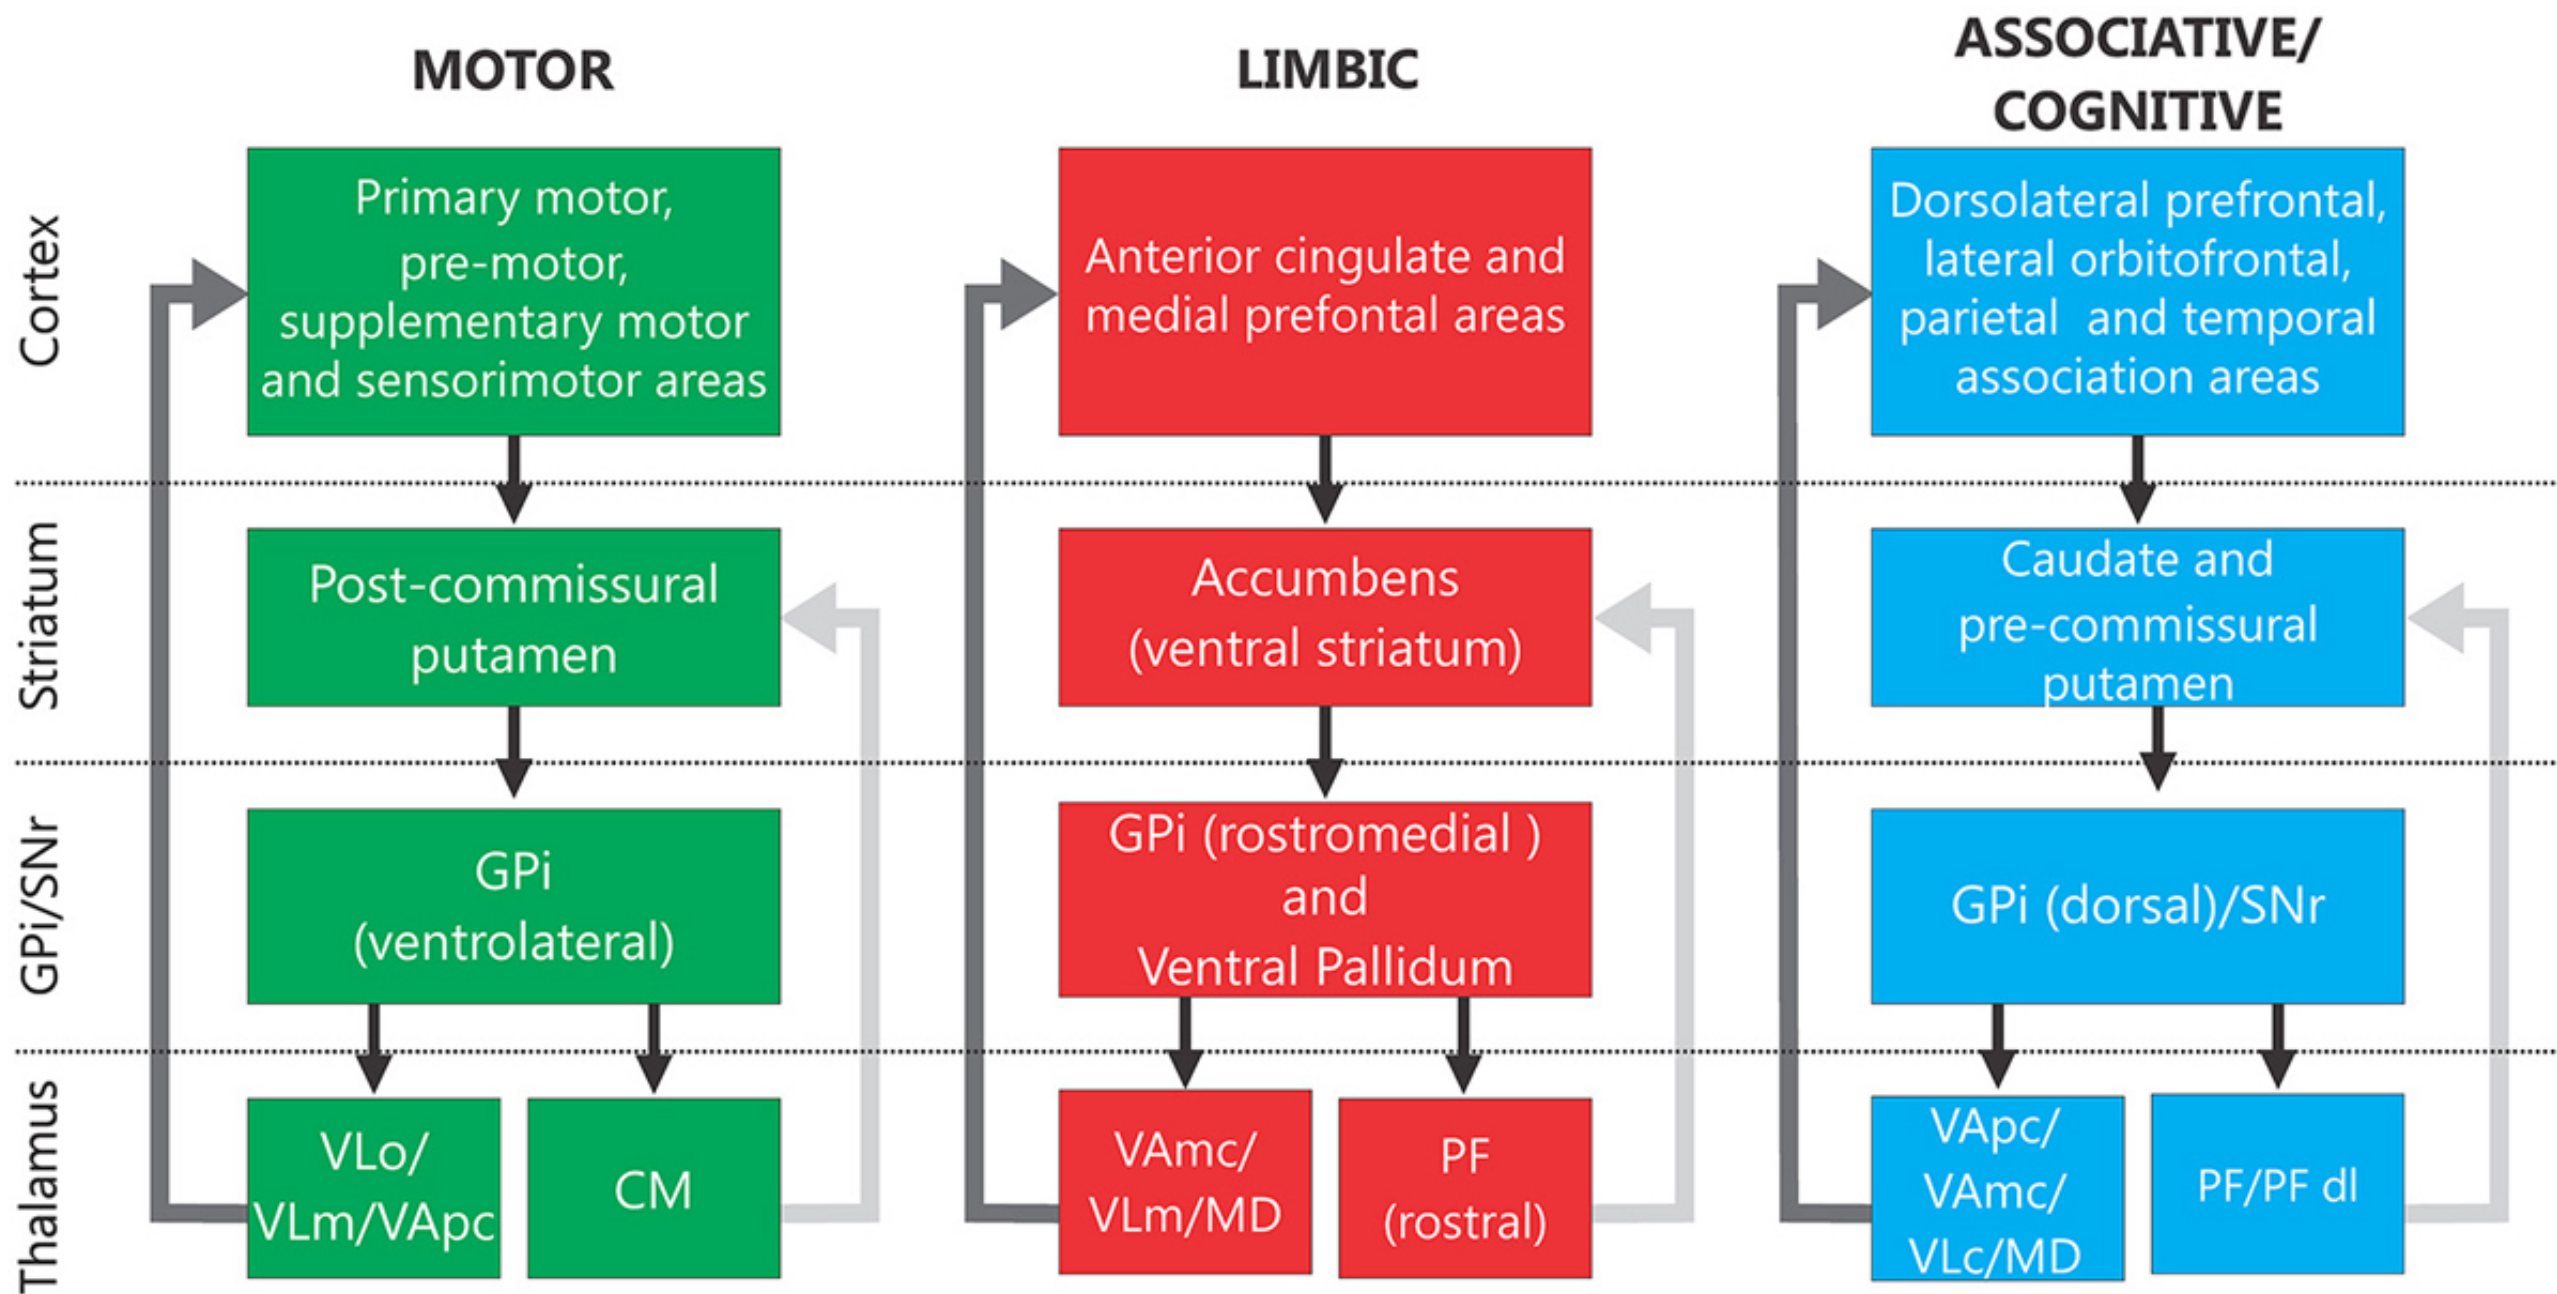 MOTOR
LIMBIC
ASSOCIATIVE/
COGNITIVE
Cortex
Primary motor,
pre-motor,
supplementary motor
and sensorimotor areas
Anterior cingulate and
medial prefontal areas
Dorsolateral prefrontal,
lateral orbitofrontal,
parietal and temporal
association areas
Striatum
Post-commissural
putamen
Accumbens
(ventral striatum)
Caudate and
pre-commissural
putamen
GPi/SNr
GPi
(ventrolateral)
GPi (rostromedial )
and
Ventral Pallidum
GPi (dorsal)/SNr
Thalamus
VLo/
VLm/VApc
CM
VAmc/
VLm/MD
PF
(rostral)
VApc/
VAmc/
VLc/MD
PF/PF dl